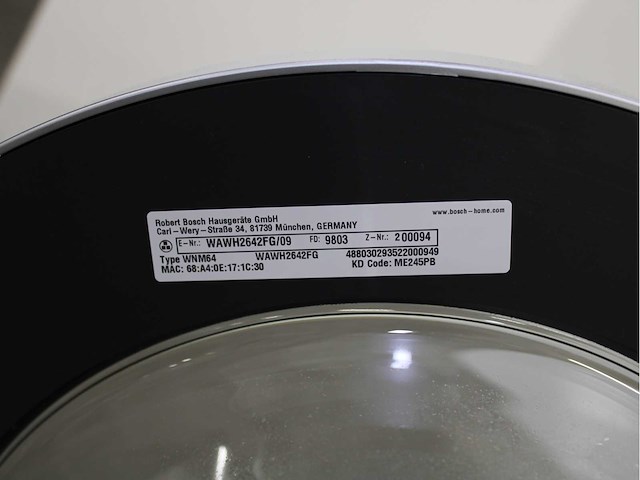 Robert Bosch Hausgeräte GmbH www.bosch-home.com
Carl-Wery-Straße 34, 81739 München, GERMANY
E-Nr.: WAWH2642FG/09 FD: 9803 Z-Nr.: 200094
Type WNM64 WAWH2642FG 488030293522000949
MAC: 68:A4:0E:17:1C:30 KD Code: ME245PB